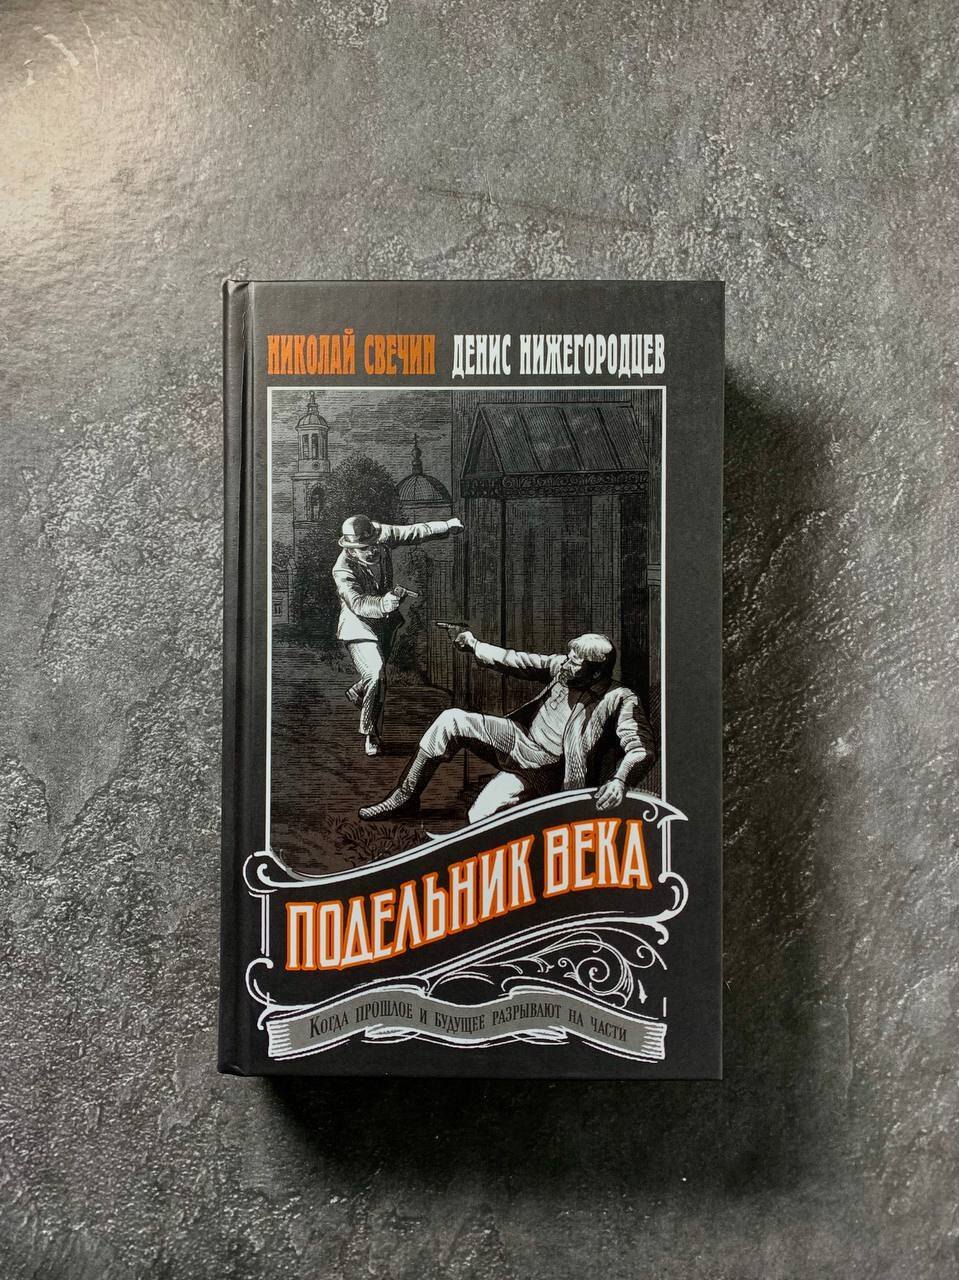 Николай Свечин Денис Нижегородцев
Подельник века
Когда прошлое и будущее разрывают на части